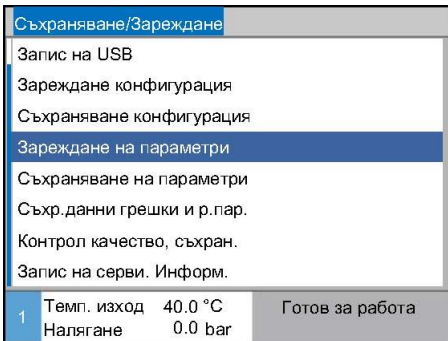 Съхраняване/Зареждане
Запис на USB
Зареждане конфигурация
Съхраняване конфигурация
Зареждане на параметри
Съхраняване на параметри
Съхр.данни грешки и р.пар.
Контрол качество, съхран.
Запис на серви. Информ.
1 Темп. изход 40.0 °C Готов за работа
Налягане 0.0 bar